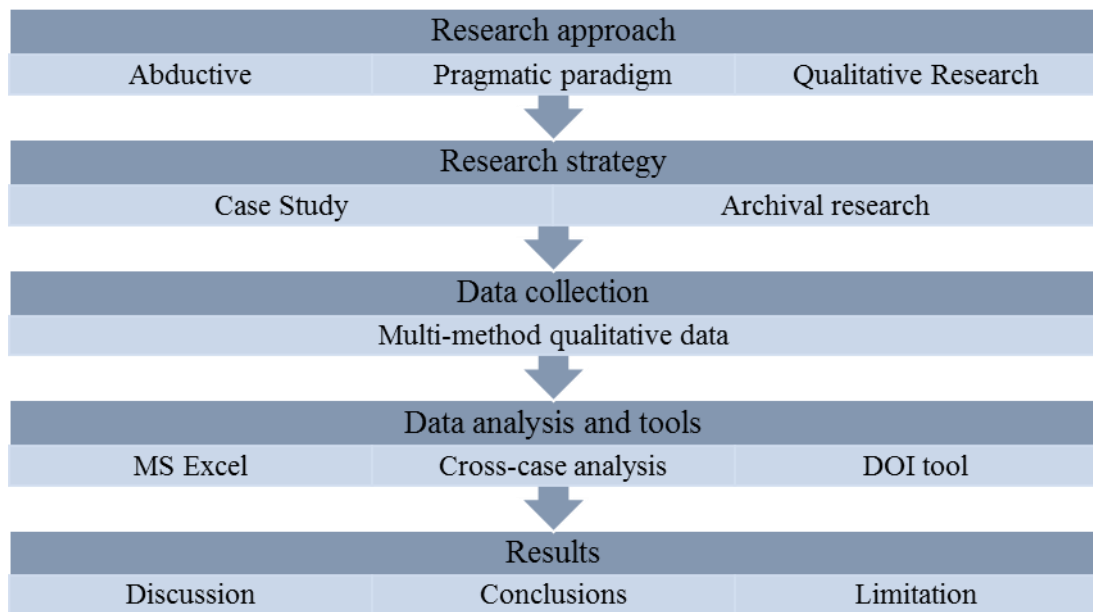 Research approach
Abductive Pragmatic paradigm Qualitative Research
Research strategy
Case Study Archival research
Data collection
Multi-method qualitative data
Data analysis and tools
MS Excel Cross-case analysis DOI tool
Results
Discussion Conclusions Limitation